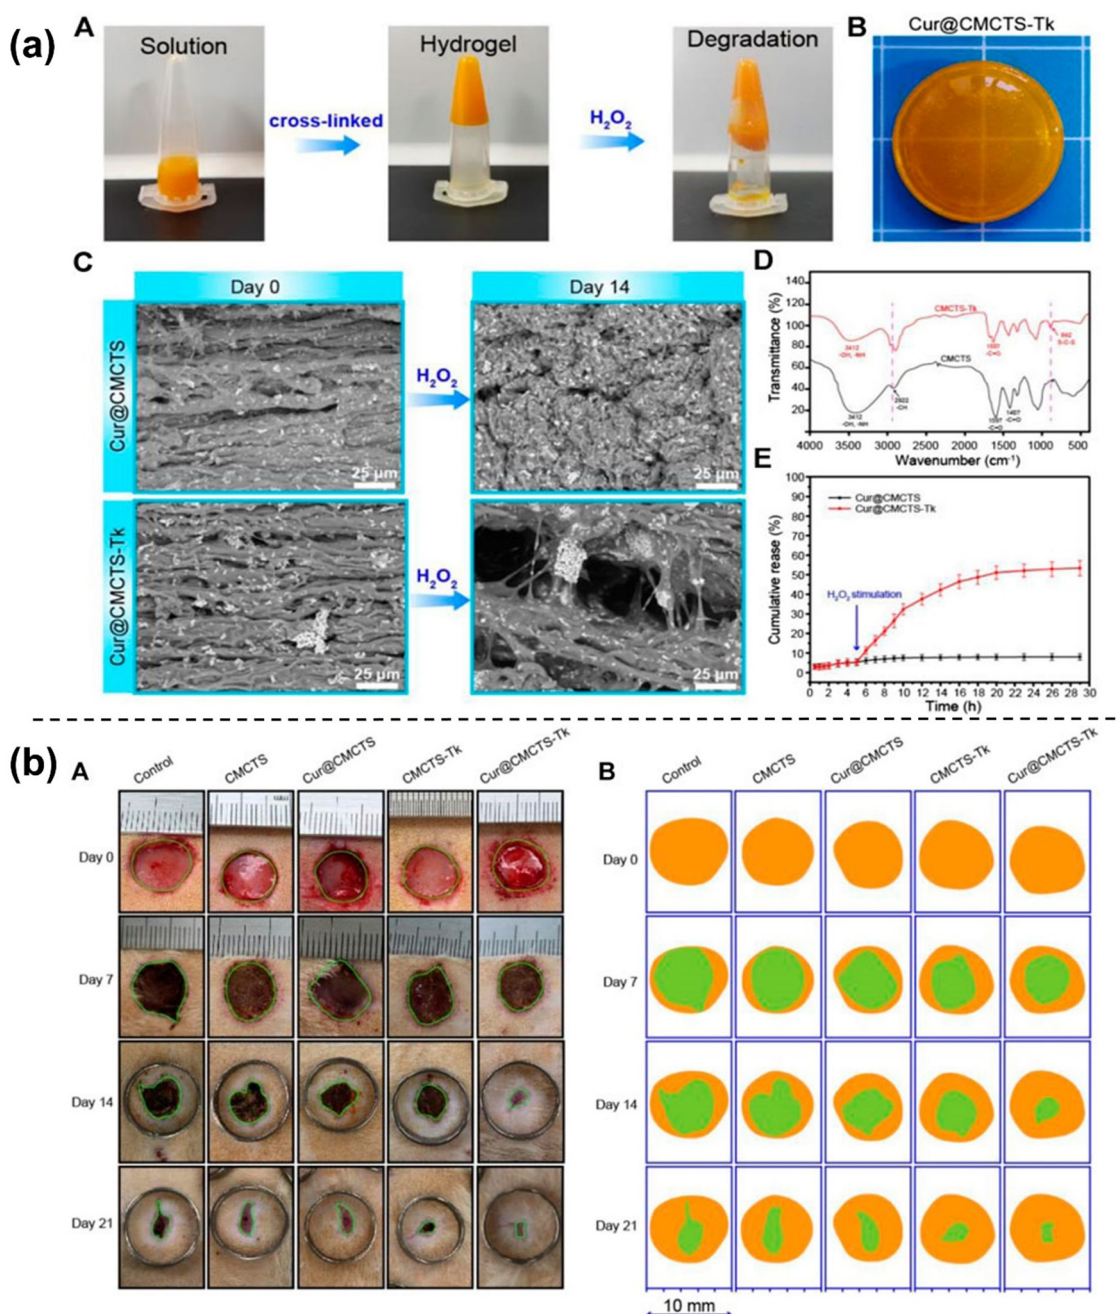 (a)
A
Solution
cross-linked
Hydrogel
H₂O₂
Degradation
B
Cur@CMCTS-Tk
C
Day 0
Day 14
Cur@CMCTS
H₂O₂
25 μm
25 μm
Cur@CMCTS-Tk
H₂O₂
25 μm
25 μm
D
Transmittance (%)
140
120
100
80
60
40
20
CMCTS-Tk
3412
-OH, -NH
1597
-C=O
S-C-S
CMCTS
3412
-OH, -NH
2922
-CH
1597
-C=O
1407
-C=O
4000 3500 3000 2500 2000 1500 1000 500
Wavenumber (cm⁻¹)
E
Cumulative rease (%)
100
90
80
70
60
50
40
30
20
10
0
Cur@CMCTS
Cur@CMCTS-Tk
H₂O₂ stimulation
0 2 4 6 8 10 12 14 16 18 20 22 24 26 28 30
Time (h)
(b)
A
Control
CMCTS
Cur@CMCTS
CMCTS-Tk
Cur@CMCTS-Tk
Day 0
Day 7
Day 14
Day 21
B
Control
CMCTS
Cur@CMCTS
CMCTS-Tk
Cur@CMCTS-Tk
Day 0
Day 7
Day 14
Day 21
10 mm